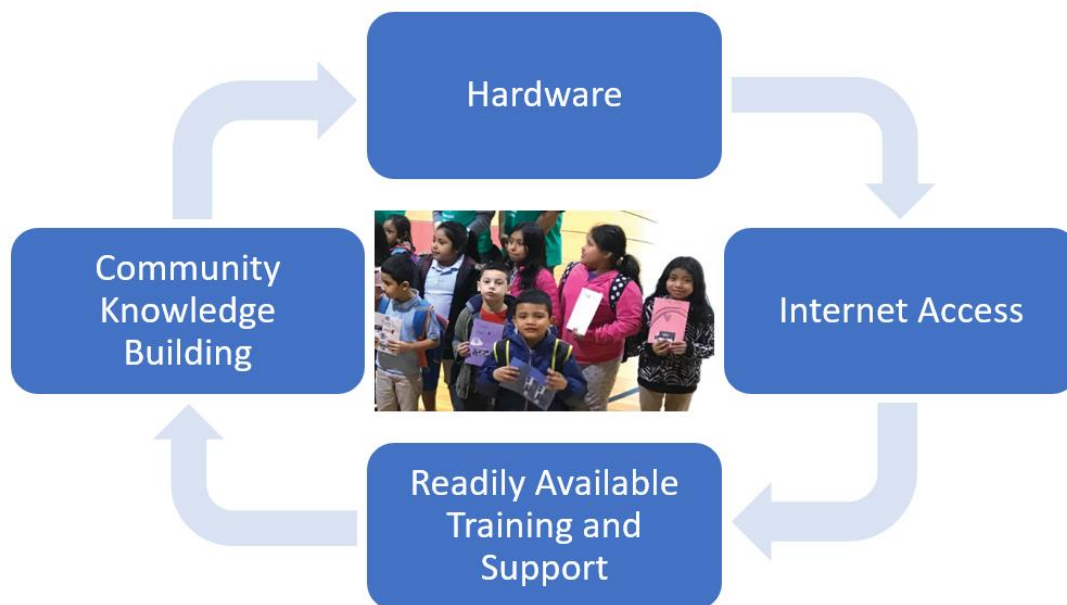 Hardware
Internet Access
Readily Available
Training and
Support
Community
Knowledge
Building